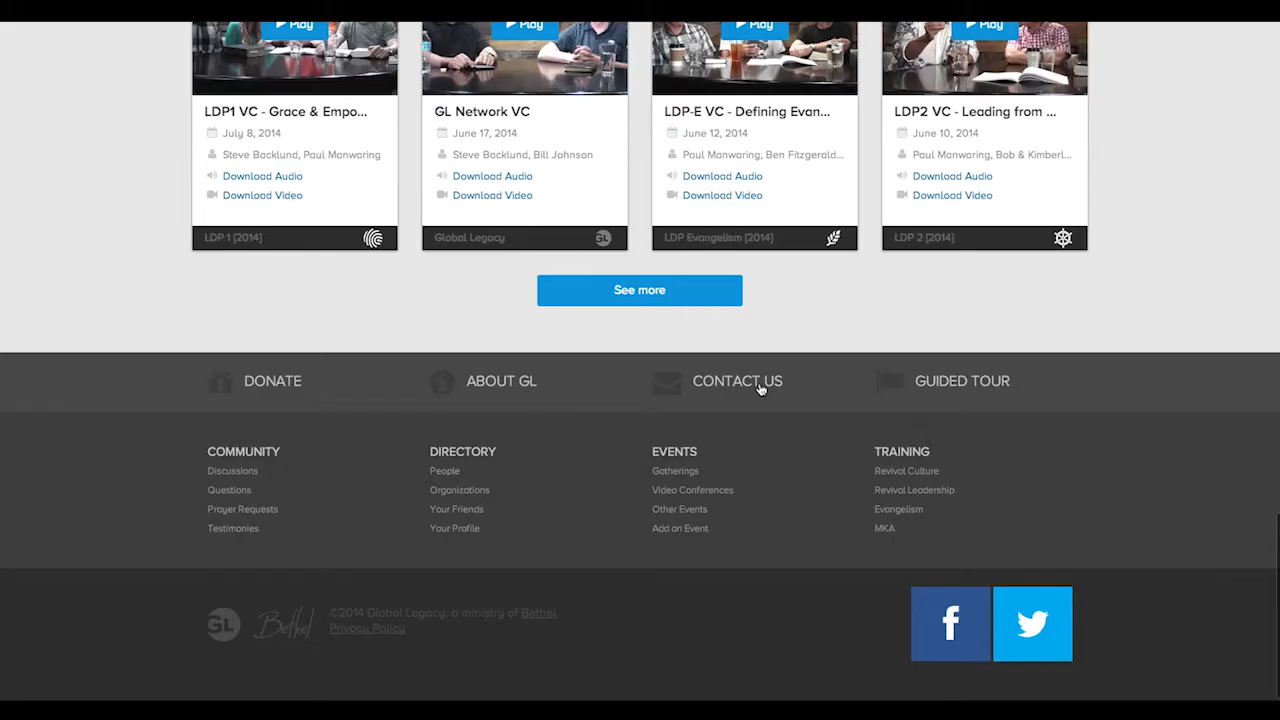 Play Play Play Play
LDP1 VC - Grace & Empo...
July 8, 2014
Steve Backlund, Paul Manwaring
Download Audio
Download Video
LDP 1 [2014]
GL Network VC
June 17, 2014
Steve Backlund, Bill Johnson
Download Audio
Download Video
Global Legacy
GL
LDP-E VC - Defining Evan...
June 12, 2014
Paul Manwaring, Ben Fitzgerald...
Download Audio
Download Video
LDP Evangelism [2014]
LDP2 VC - Leading from ...
June 10, 2014
Paul Manwaring, Bob & Kimberl...
Download Audio
Download Video
LDP 2 [2014]
See more
DONATE
ABOUT GL
CONTACT US
GUIDED TOUR
COMMUNITY
Discussions
Questions
Prayer Requests
Testimonies
DIRECTORY
People
Organizations
Your Friends
Your Profile
EVENTS
Gatherings
Video Conferences
Other Events
Add an Event
TRAINING
Revival Culture
Revival Leadership
Evangelism
MKA
GL Bethel
©2014 Global Legacy, a ministry of Bethel
Privacy Policy
f